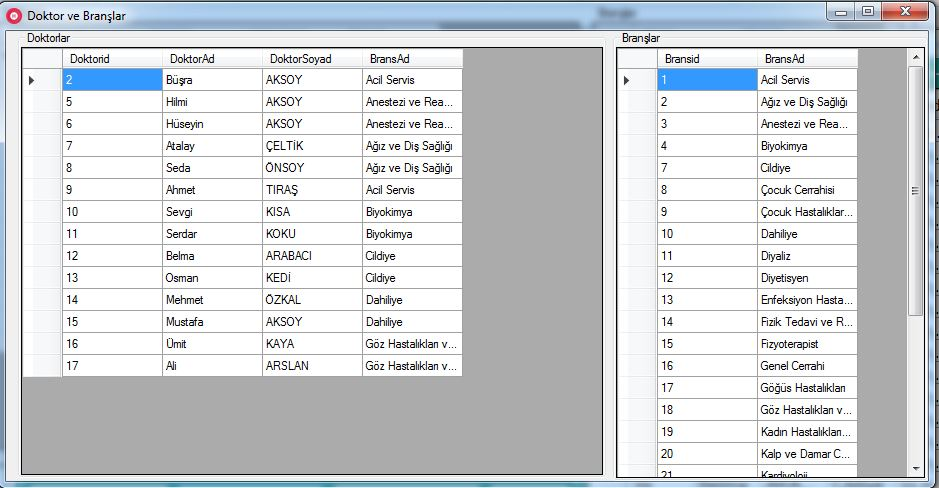 Doktor ve Branşlar
Doktorlar
Doktorid DoktorAd DoktorSoyad BransAd
2 Büşra AKSOY Acil Servis
5 Hilmi AKSOY Anestezi ve Rea...
6 Hüseyin AKSOY Anestezi ve Rea...
7 Atalay ÇELTİK Ağız ve Diş Sağlığı
8 Seda ÖNSOY Ağız ve Diş Sağlığı
9 Ahmet TIRAŞ Acil Servis
10 Sevgi KISA Biyokimya
11 Serdar KOKU Biyokimya
12 Belma ARABACI Cildiye
13 Osman KEDİ Cildiye
14 Mehmet ÖZKAL Dahiliye
15 Mustafa AKSOY Dahiliye
16 Ümit KAYA Göz Hastalıkları v...
17 Ali ARSLAN Göz Hastalıkları v...
Branşlar
Bransid BransAd
1 Acil Servis
2 Ağız ve Diş Sağlığı
3 Anestezi ve Rea...
4 Biyokimya
7 Cildiye
8 Çocuk Cerrahisi
9 Çocuk Hastalıklar...
10 Dahiliye
11 Diyaliz
12 Diyetisyen
13 Enfeksiyon Hasta...
14 Fizik Tedavi ve R...
15 Fizyoterapist
16 Genel Cerrahi
17 Göğüs Hastalıkları
18 Göz Hastalıkları v...
19 Kadın Hastalıkları...
20 Kalp ve Damar C...
21 Kardiyoloji